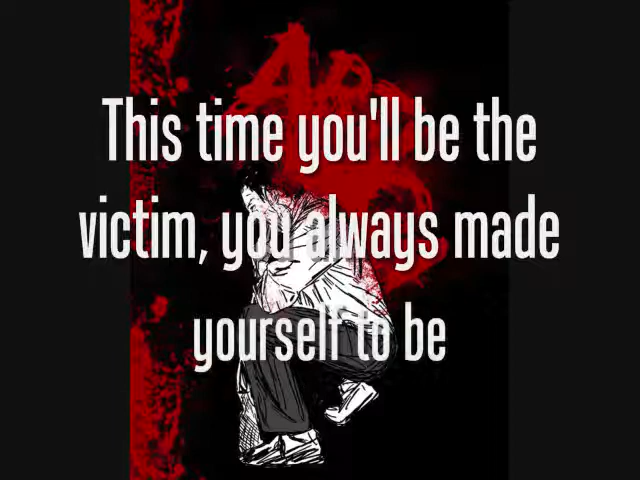 This time you'll be the
victim, you always made
yourself to be